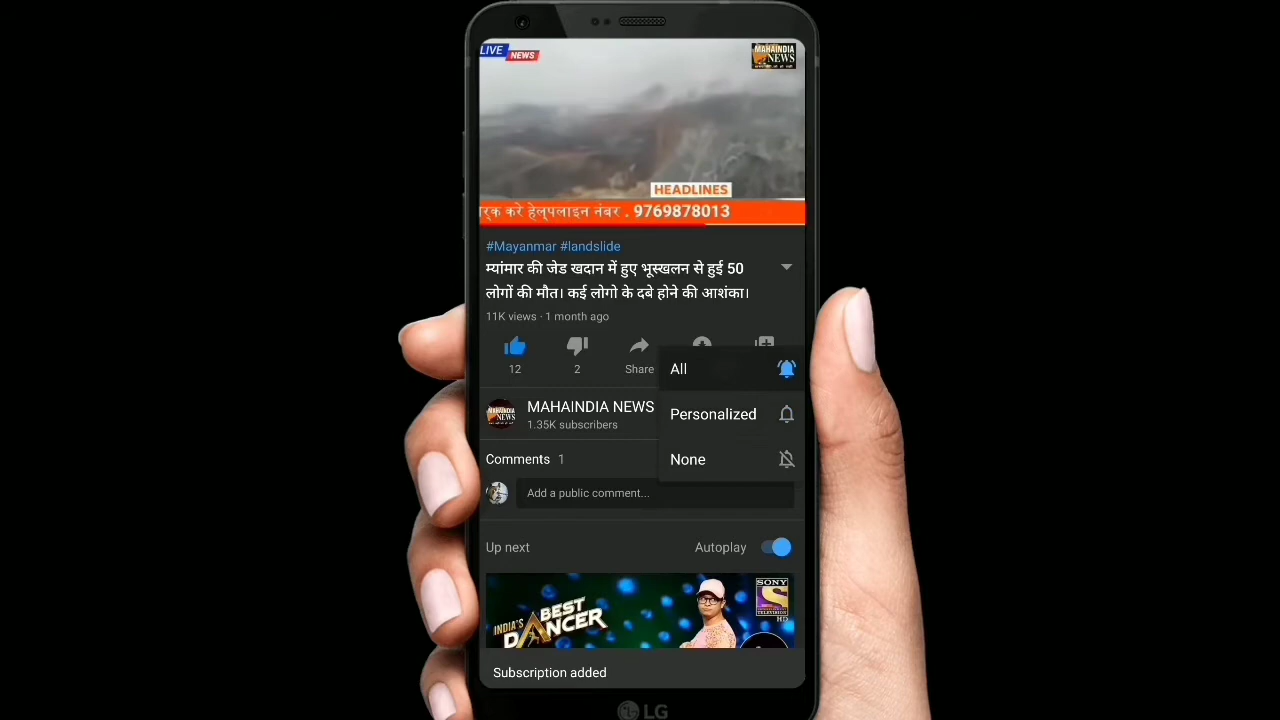 LIVE
NEWS
MAHAINDIA
NEWS
HEADLINES
र्क करे हेल्पलाइन नंबर . 9769878013
#Mayanmar #landslide
म्यांमार की जेड खदान में हुए भूस्खलन से हुई 50
लोगों की मौत। कई लोगो के दबे होने की आशंका।
11K views · 1 month ago
12
2
Share
All
Personalized
None
MAHAINDIA NEWS
1.35K subscribers
Comments 1
Add a public comment...
Up next
Autoplay
INDIA'S BEST
DANCER
SONY
HD
Subscription added
LG